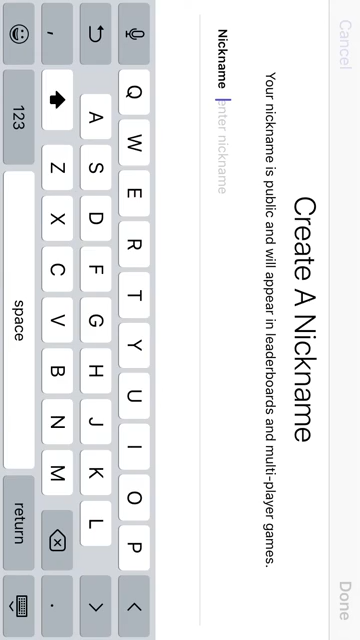 Cancel
Done
Create A Nickname
Your nickname is public and will appear in leaderboards and multi-player games.
Nickname enter nickname
Q W E R T Y U I O P
A S D F G H J K L
Z X C V B N M
, .
123 space return